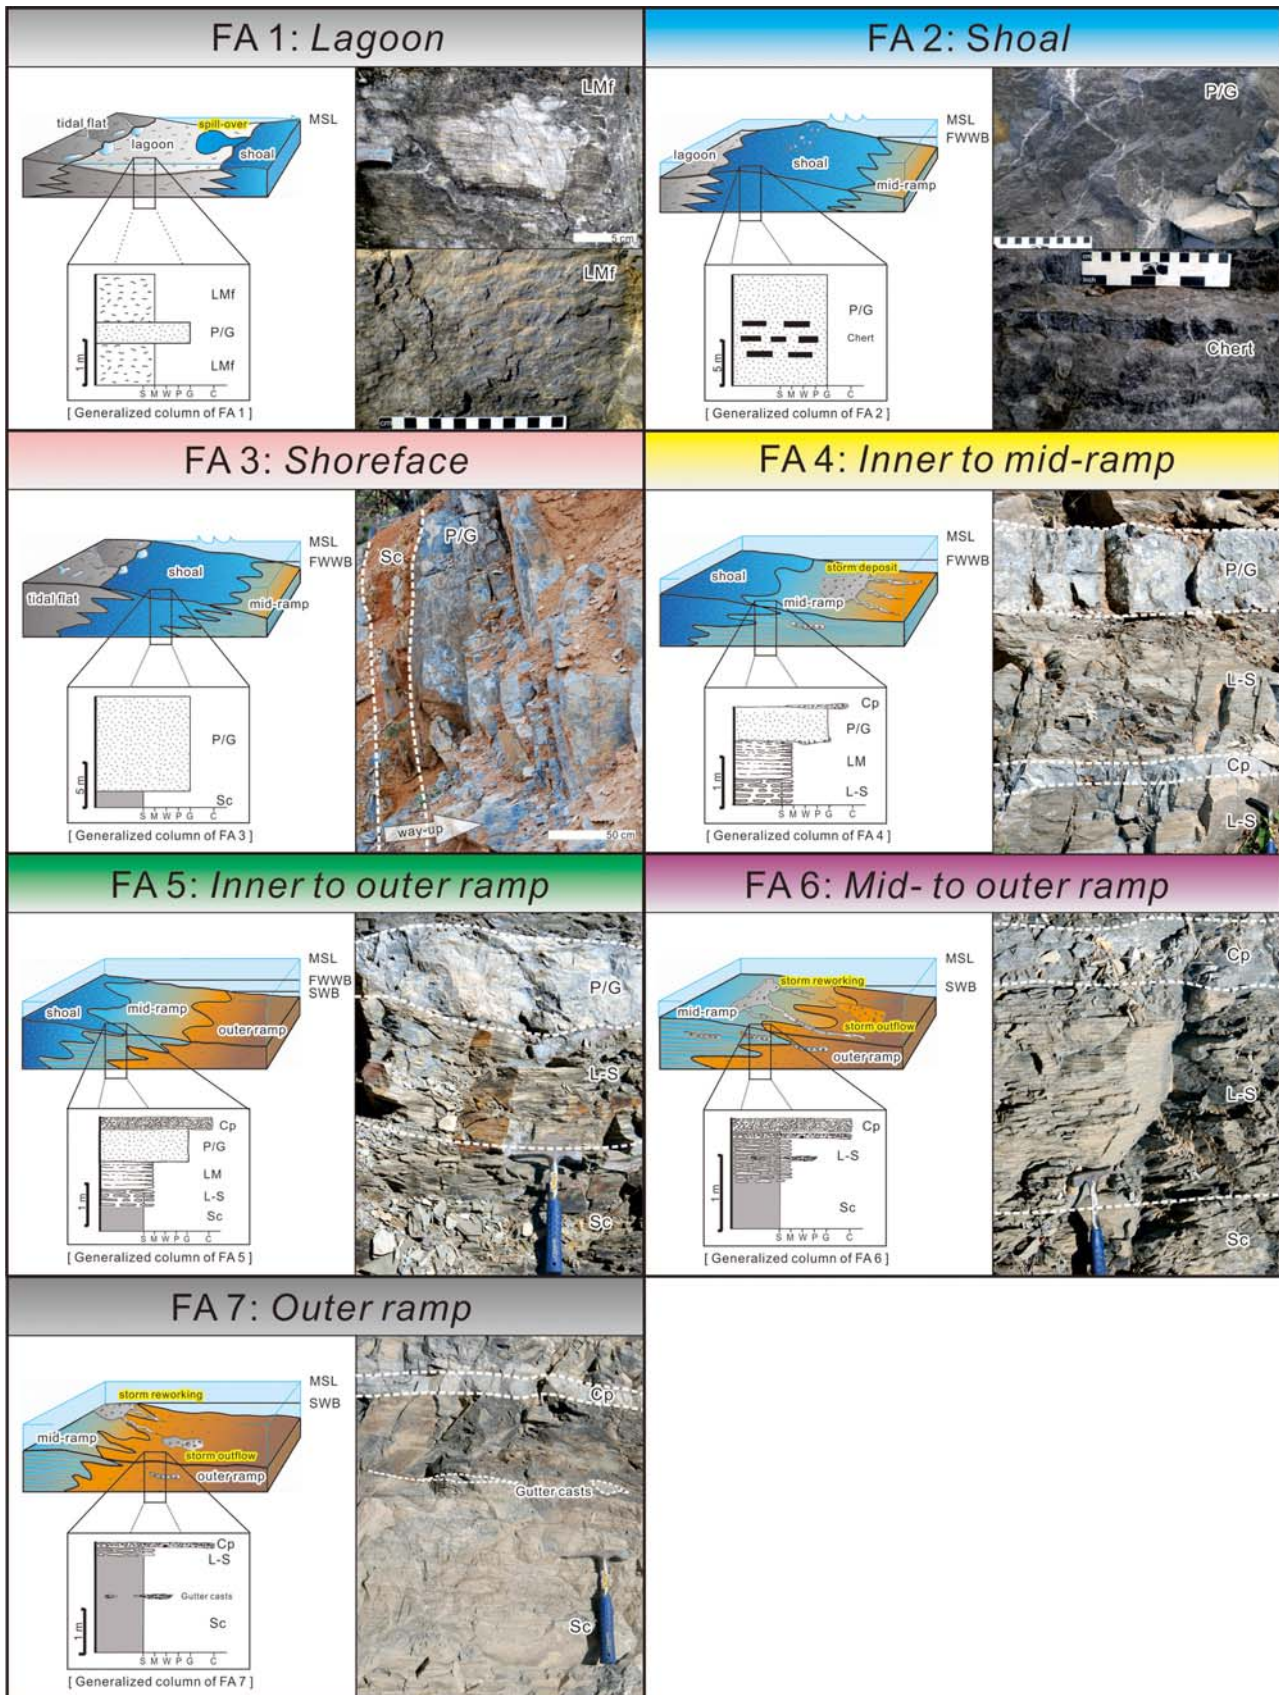 FA 1: Lagoon
tidal flat
spill-over
lagoon
shoal
MSL
LMf
P/G
LMf
1 m
S M W P G C
[ Generalized column of FA 1 ]
LMf
5 cm
LMf
cm
FA 2: Shoal
MSL
FWWB
lagoon
shoal
mid-ramp
P/G
Chert
5 m
S M W P G C
[ Generalized column of FA 2 ]
P/G
Chert
FA 3: Shoreface
MSL
FWWB
shoal
tidal flat
mid-ramp
P/G
Sc
5 m
S M W P G C
[ Generalized column of FA 3 ]
Sc
P/G
way-up
50 cm
FA 4: Inner to mid-ramp
MSL
FWWB
shoal
storm deposit
mid-ramp
Cp
P/G
LM
L-S
1 m
S M W P G C
[ Generalized column of FA 4 ]
P/G
L-S
Cp
L-S
FA 5: Inner to outer ramp
MSL
FWWB
SWB
shoal
mid-ramp
outer ramp
Cp
P/G
LM
L-S
Sc
1 m
S M W P G C
[ Generalized column of FA 5 ]
P/G
L-S
Sc
FA 6: Mid- to outer ramp
MSL
SWB
storm reworking
mid-ramp
storm outflow
outer ramp
Cp
L-S
Sc
1 m
S M W P G C
[ Generalized column of FA 6 ]
Cp
L-S
Sc
FA 7: Outer ramp
MSL
SWB
storm reworking
mid-ramp
storm outflow
outer ramp
Cp
L-S
Gutter casts
Sc
1 m
S M W P G C
[ Generalized column of FA 7 ]
Cp
Gutter casts
Sc